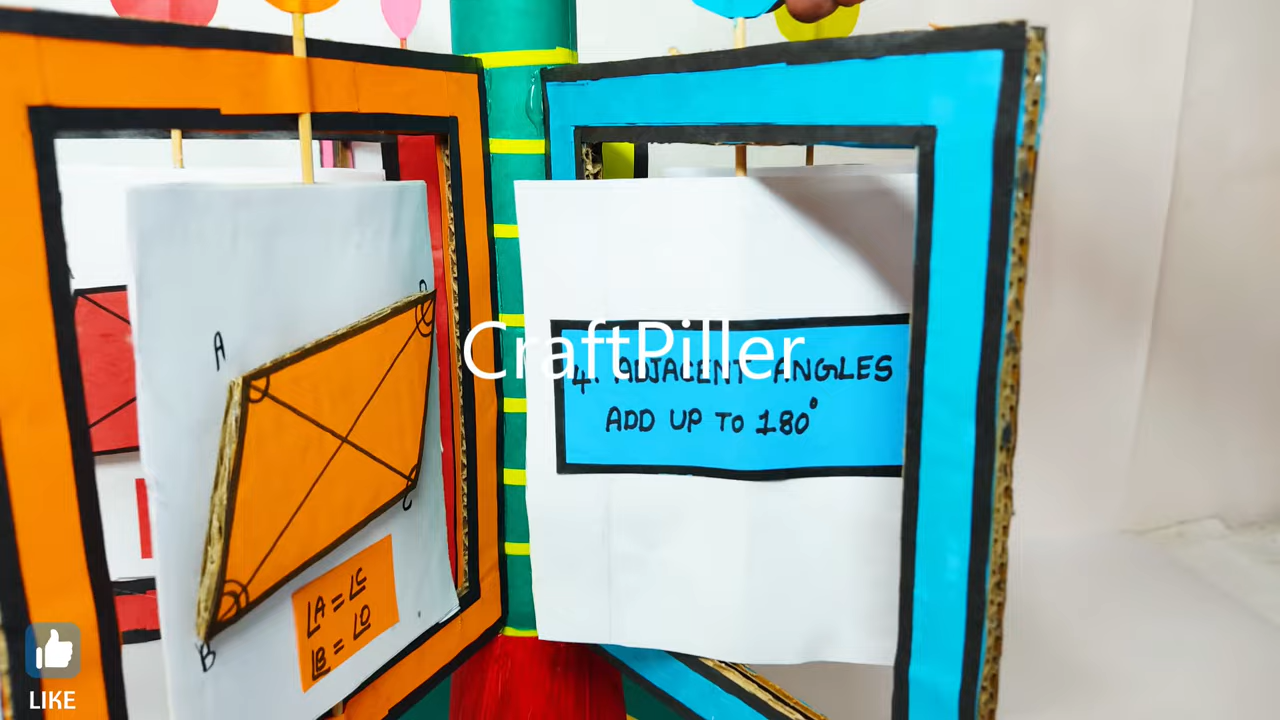 A
D
C
B
∠A = ∠C
∠B = ∠D
CraftPiller
4. ADJACENT ANGLES
ADD UP TO 180°
LIKE